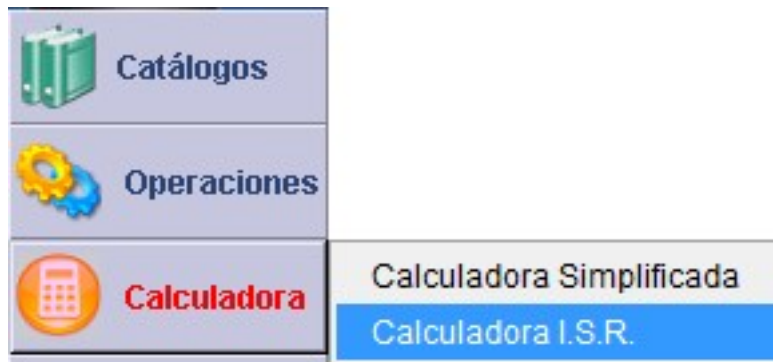 Catálogos
Operaciones
Calculadora
Calculadora Simplificada
Calculadora I.S.R.